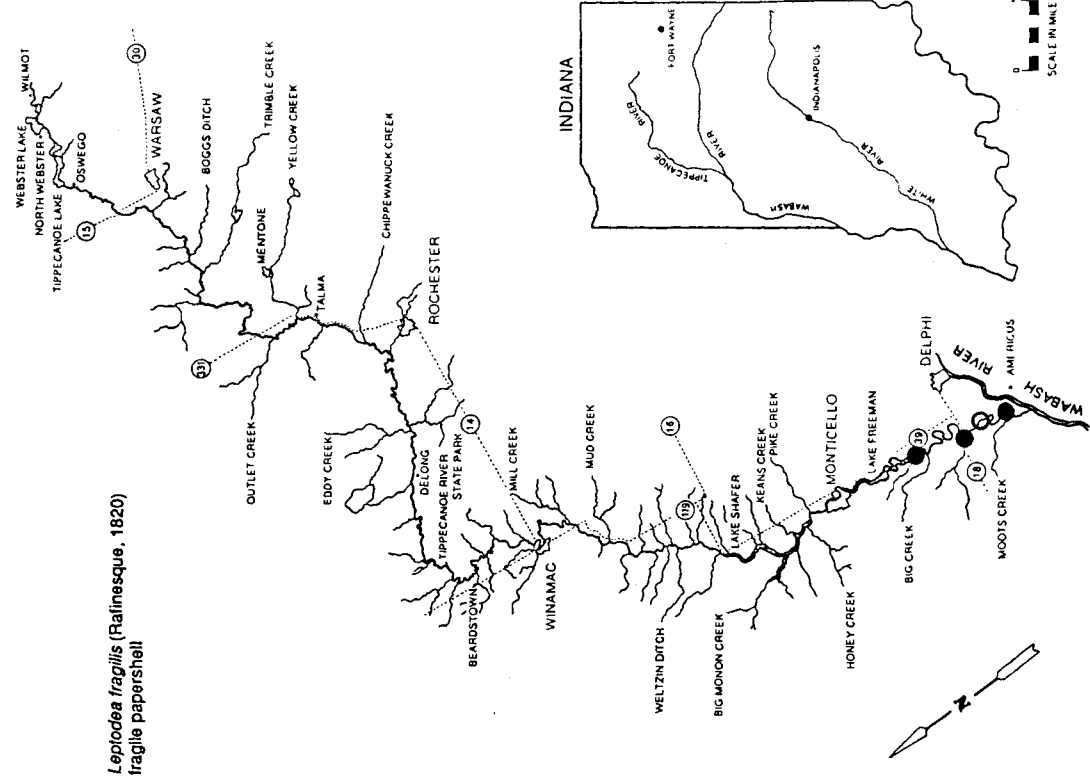 Leptodea fragilis (Rafinesque, 1820)
fragile papershell
WEBSTER LAKE
WILMOT
NORTH WEBSTER
TIPPECANOE LAKE
OSWEGO
15
30
WARSAW
BOGGS DITCH
TRIMBLE CREEK
YELLOW CREEK
MENTONE
331
TALMA
OUTLET CREEK
CHIPPEWANUCK CREEK
ROCHESTER
EDDY CREEK
DELONG
TIPPECANOE RIVER
STATE PARK
14
BEARDSTOWN
MILL CREEK
WINAMAC
MUD CREEK
16
119
WELTZIN DITCH
LAKE SHAFER
BIG MONON CREEK
KEANS CREEK
PIKE CREEK
HONEY CREEK
MONTICELLO
LAKE FREEMAN
39
BIG CREEK
18
MOOTS CREEK
DELPHI
AMERICUS
WABASH
RIVER
N
INDIANA
FORT WAYNE
TIPPECANOE
RIVER
WABASH
RIVER
INDIANAPOLIS
WHITE
RIVER
0
SCALE IN MILE